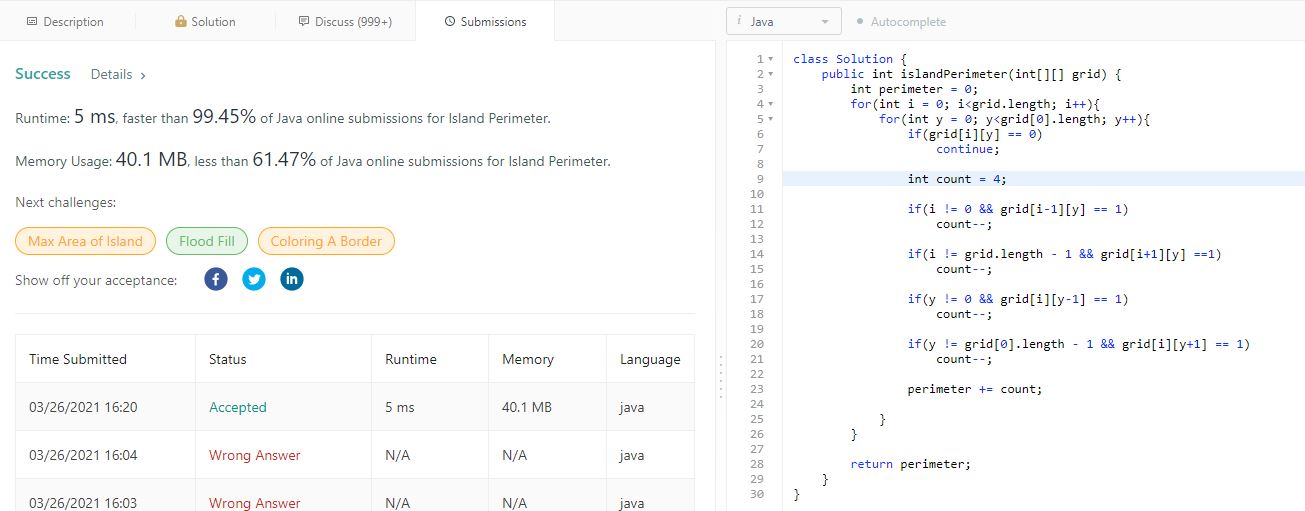 Description
Solution
Discuss (999+)
Submissions
Success
Details ›
Runtime: 5 ms, faster than 99.45% of Java online submissions for Island Perimeter.
Memory Usage: 40.1 MB, less than 61.47% of Java online submissions for Island Perimeter.
Next challenges:
Max Area of Island
Flood Fill
Coloring A Border
Show off your acceptance:
Time Submitted Status Runtime Memory Language
03/26/2021 16:20 Accepted 5 ms 40.1 MB java
03/26/2021 16:04 Wrong Answer N/A N/A java
03/26/2021 16:03 Wrong Answer N/A N/A java
i Java
Autocomplete
1 class Solution {
2 public int islandPerimeter(int[][] grid) {
3 int perimeter = 0;
4 for(int i = 0; i<grid.length; i++){
5 for(int y = 0; y<grid[0].length; y++){
6 if(grid[i][y] == 0)
7 continue;
8
9 int count = 4;
10
11 if(i != 0 && grid[i-1][y] == 1)
12 count--;
13
14 if(i != grid.length - 1 && grid[i+1][y] ==1)
15 count--;
16
17 if(y != 0 && grid[i][y-1] == 1)
18 count--;
19
20 if(y != grid[0].length - 1 && grid[i][y+1] == 1)
21 count--;
22
23 perimeter += count;
24
25 }
26 }
27
28 return perimeter;
29 }
30 }